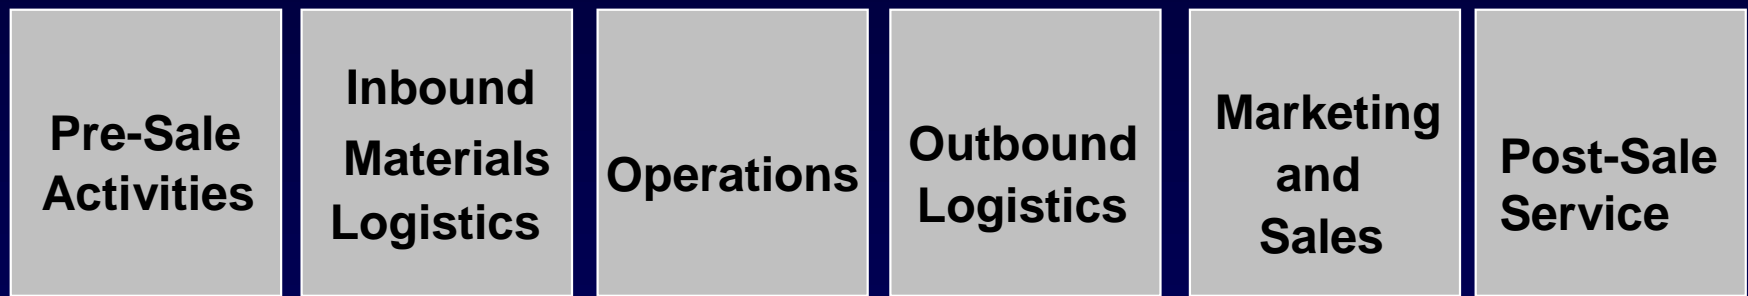 Pre-Sale
Activities
Inbound
Materials
Logistics
Operations
Outbound
Logistics
Marketing
and
Sales
Post-Sale
Service